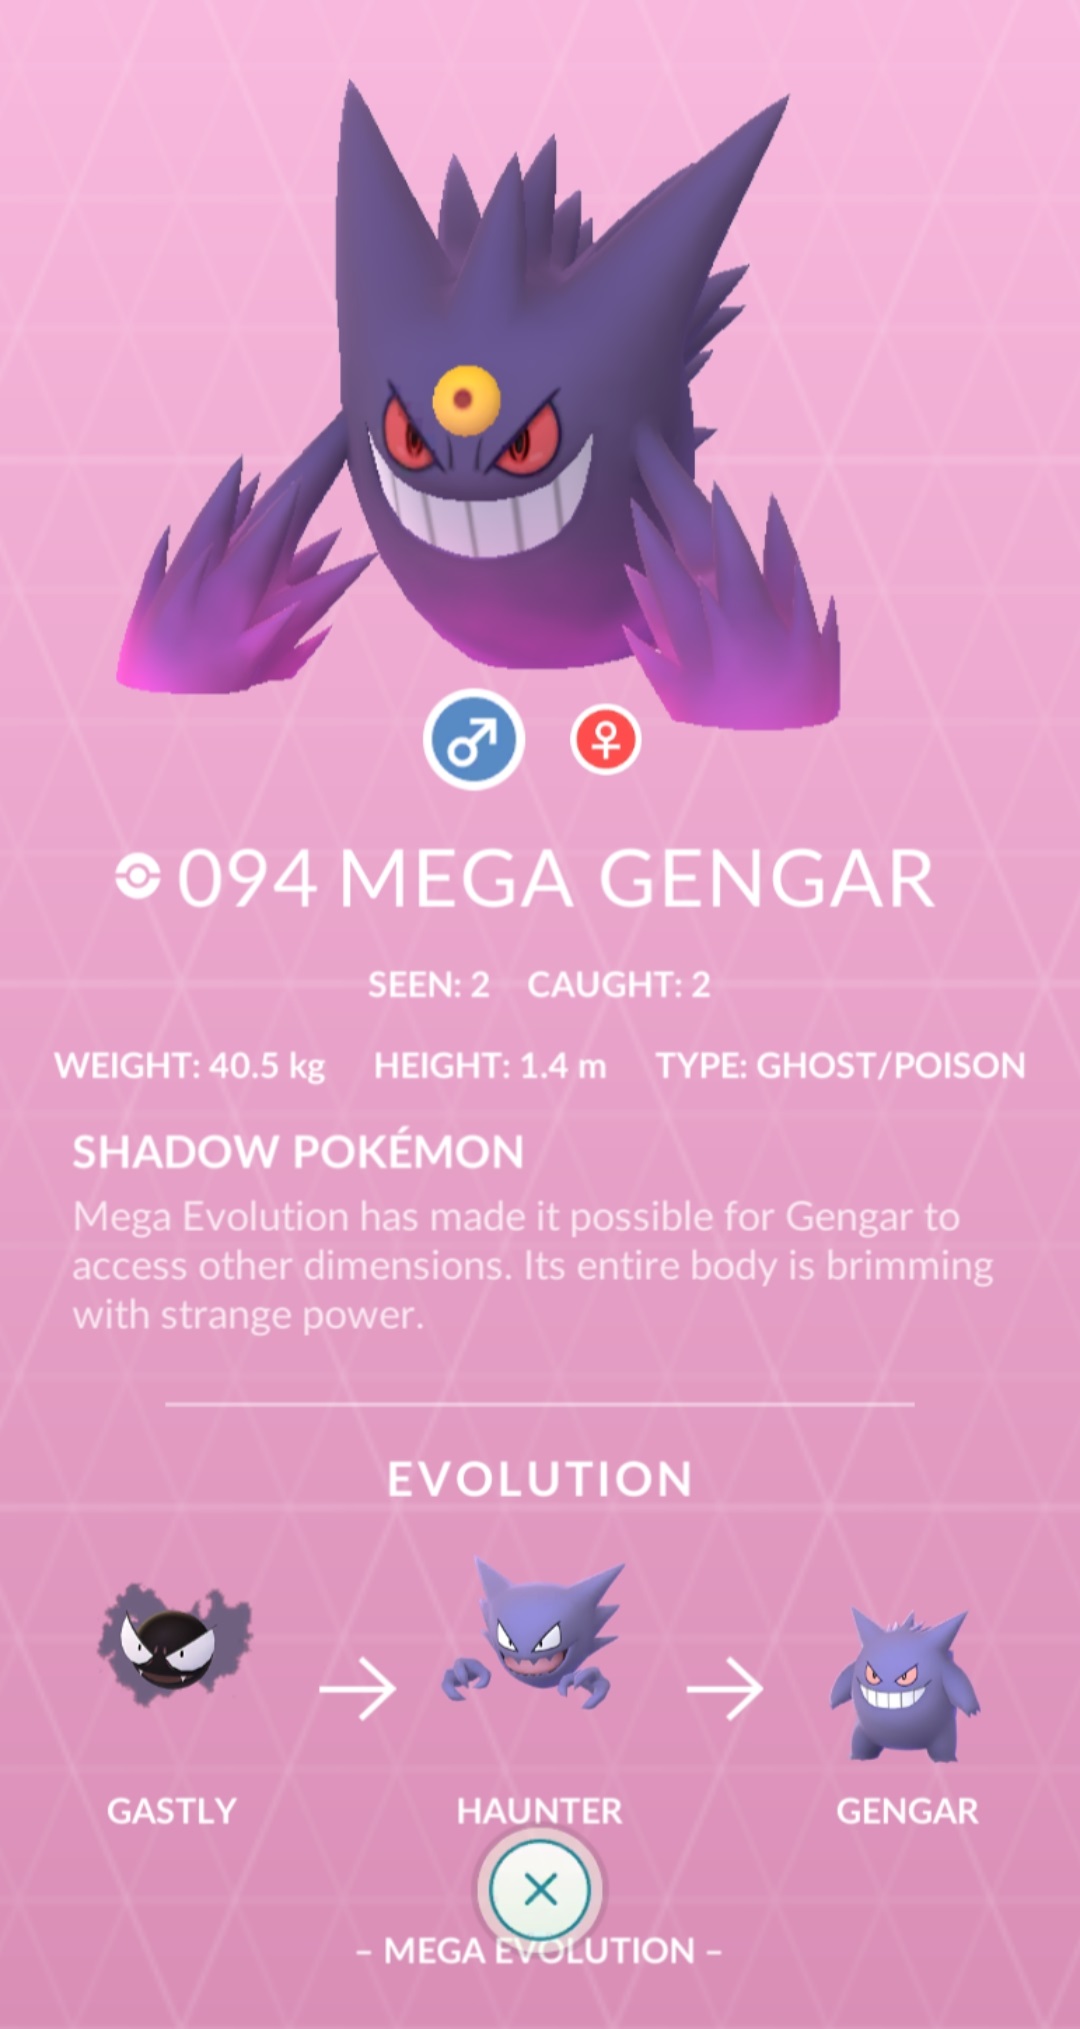 094 MEGA GENGAR
SEEN: 2 CAUGHT: 2
WEIGHT: 40.5 kg HEIGHT: 1.4 m TYPE: GHOST/POISON
SHADOW POKÉMON
Mega Evolution has made it possible for Gengar to
access other dimensions. Its entire body is brimming
with strange power.
EVOLUTION
GASTLY HAUNTER GENGAR
– MEGA EVOLUTION –